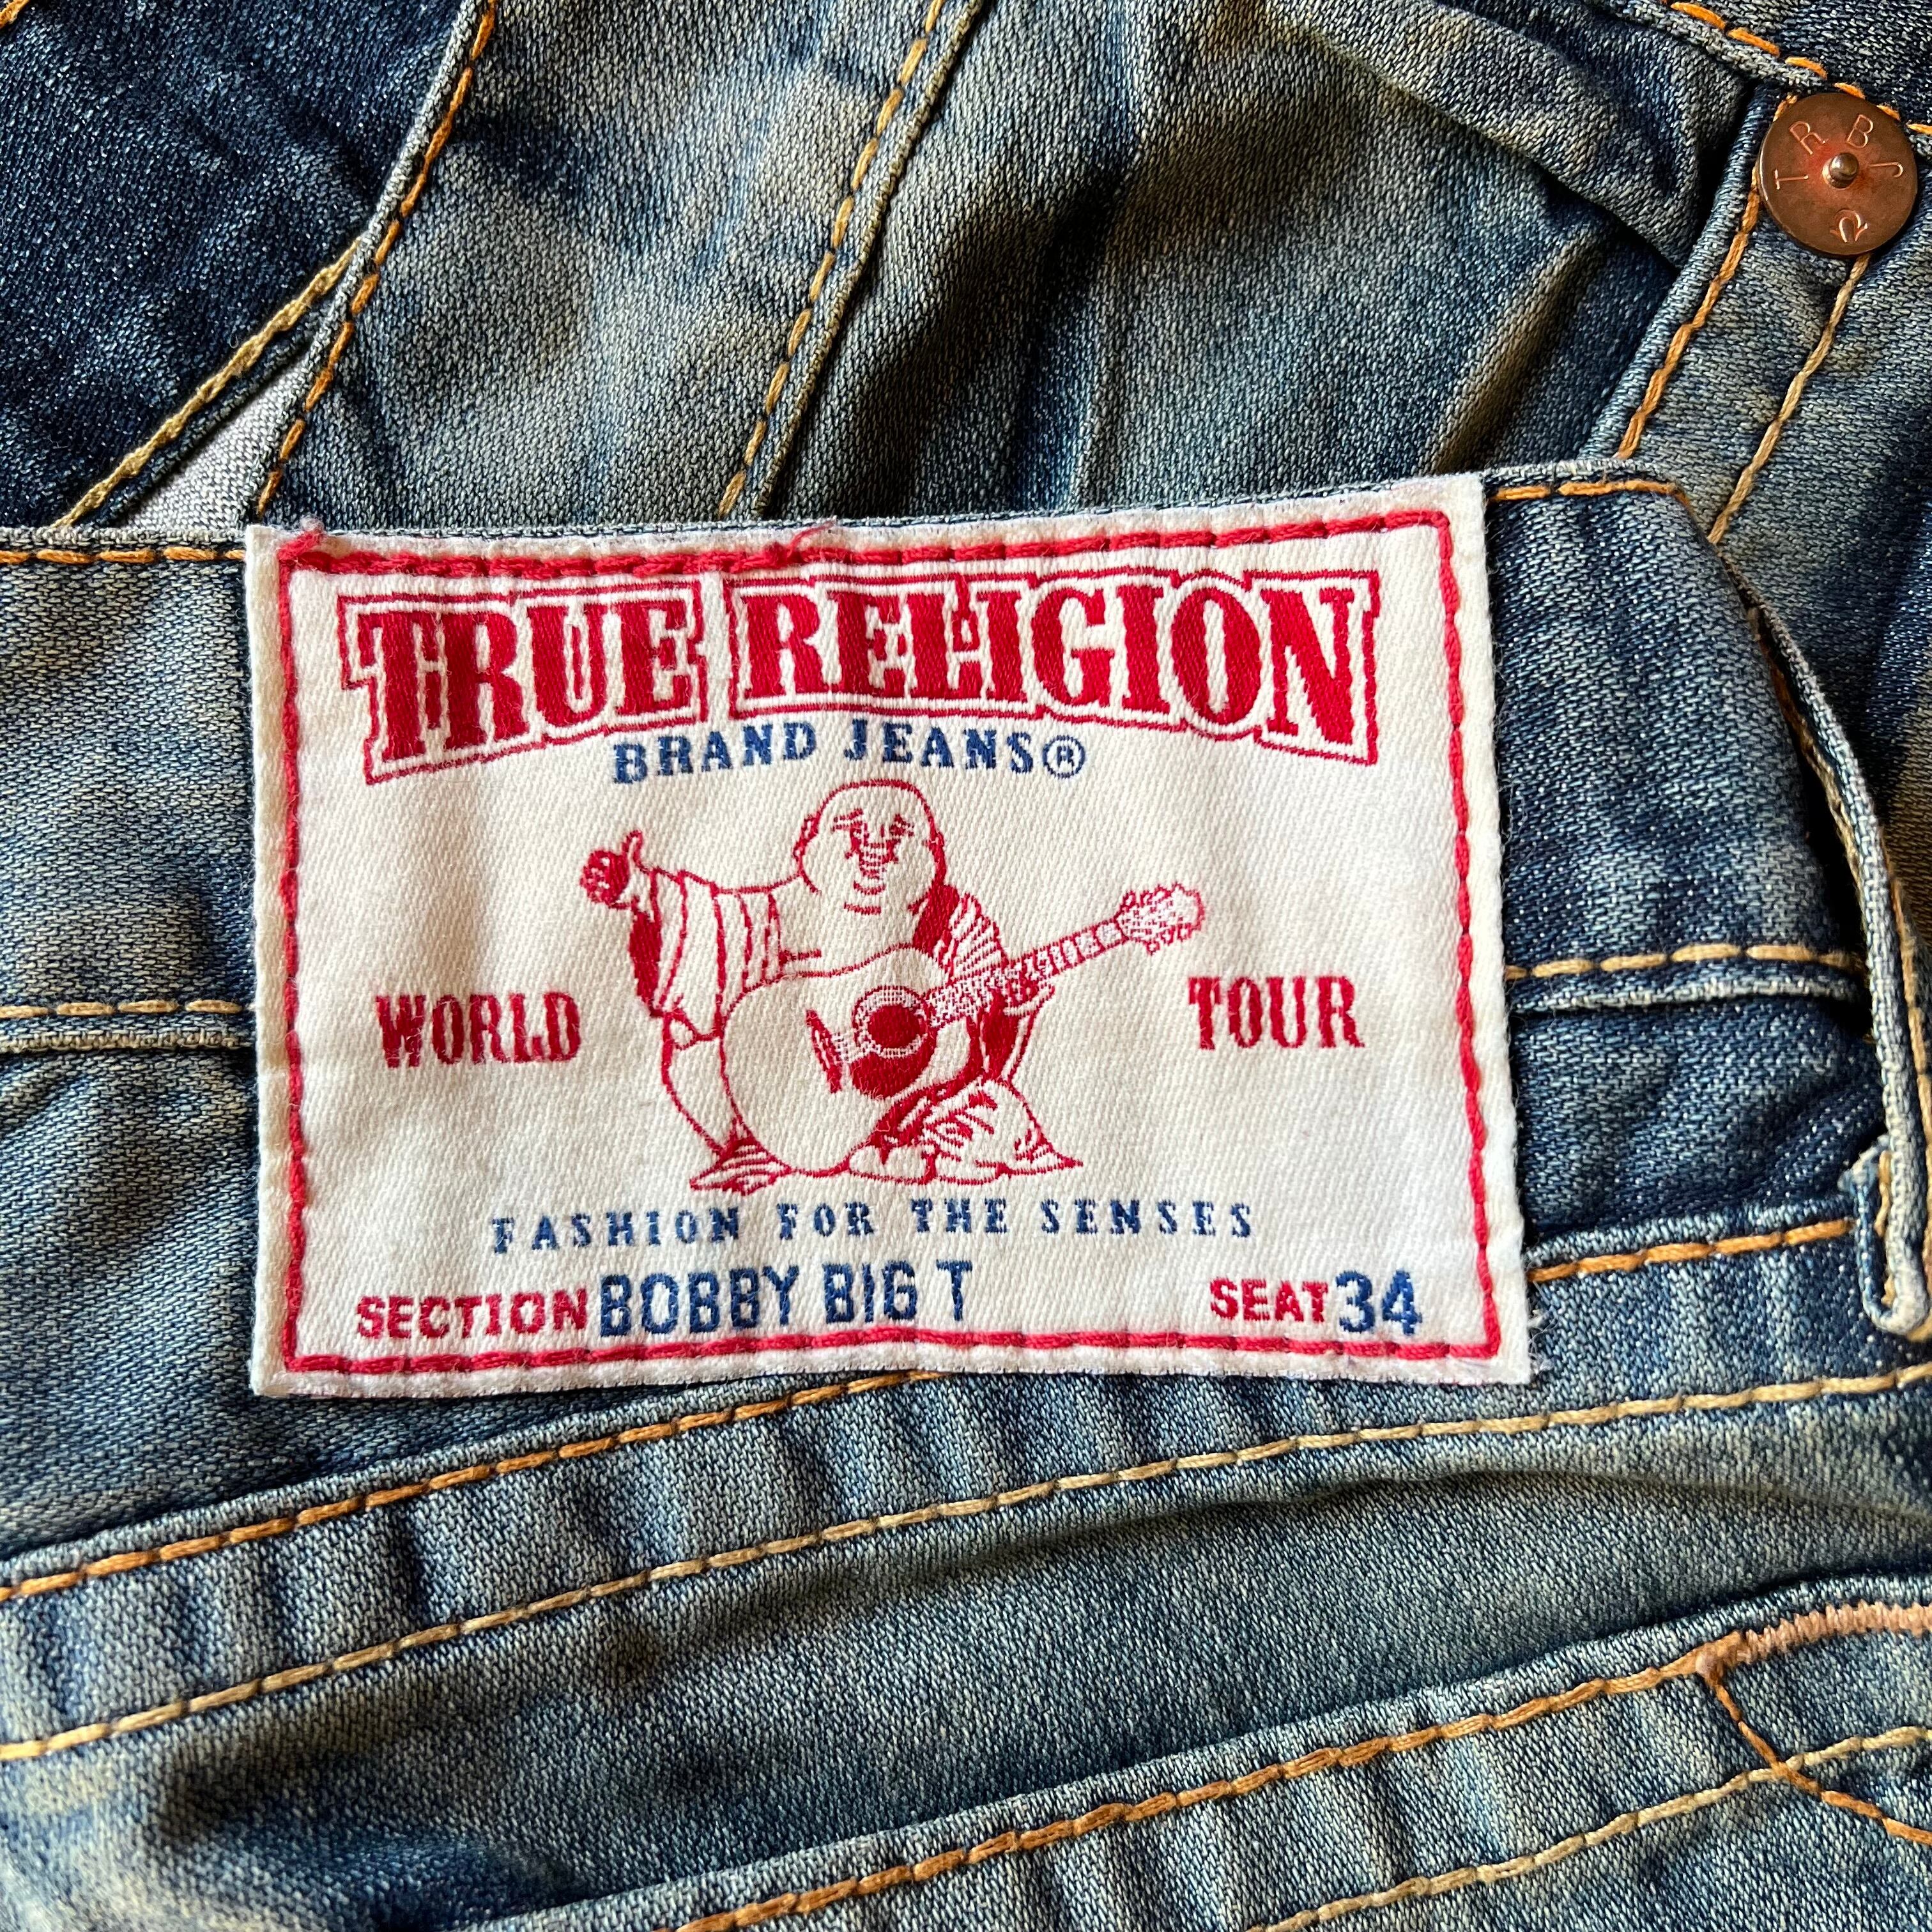 TRBJ
TRUE RELIGION
BRAND JEANS®
WORLD TOUR
FASHION FOR THE SENSES
SECTION BOBBY BIG T SEAT 34